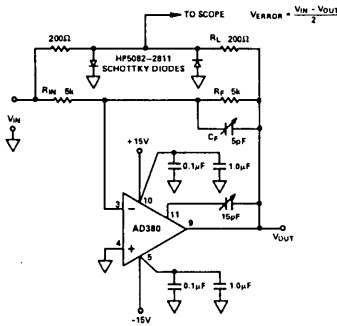 TO SCOPE
VERROR = VIN - VOUT / 2
200Ω
HP5082-2811
SCHOTTKY DIODES
RL 200Ω
RIN 5k
RF 5k
VIN
CF
5pF
+15V
0.1μF
1.0μF
10
11
15pF
3
−
AD380
9
VOUT
4
+
5
0.1μF
1.0μF
-15V